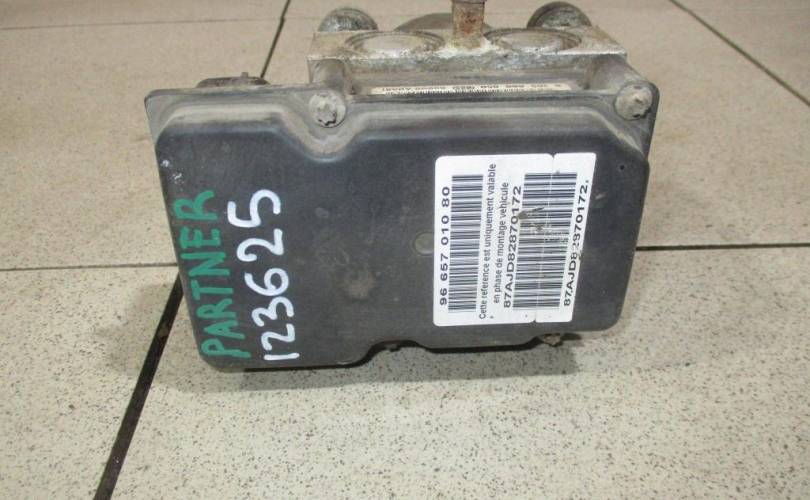 PARTNER
123625
96 657 010 80
Cette reference est uniquement valable
en phase de montage vehicule
87AJD82870172
87AJD82870172